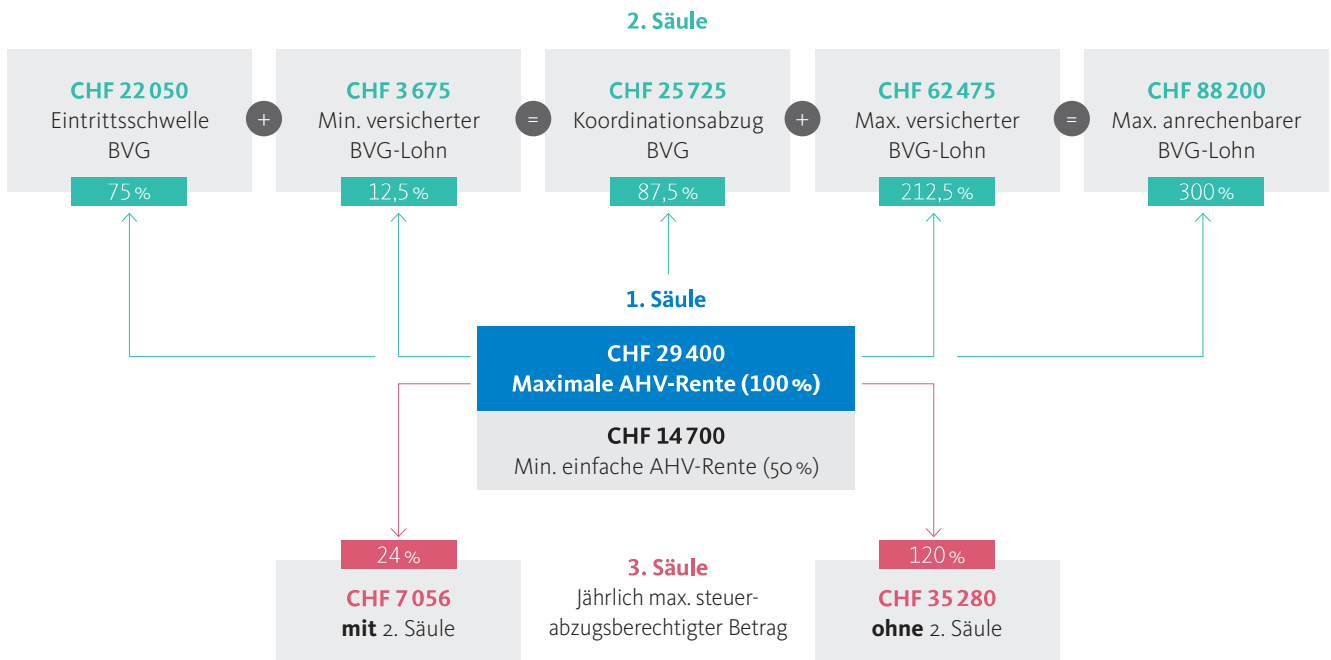 2. Säule
CHF 22 050
Eintrittsschwelle
BVG
75 %
+
CHF 3 675
Min. versicherter
BVG-Lohn
12,5 %
=
CHF 25 725
Koordinationsabzug
BVG
87,5 %
+
CHF 62 475
Max. versicherter
BVG-Lohn
212,5 %
=
CHF 88 200
Max. anrechenbarer
BVG-Lohn
300 %
1. Säule
CHF 29 400
Maximale AHV-Rente (100 %)
CHF 14 700
Min. einfache AHV-Rente (50 %)
24 %
CHF 7 056
mit 2. Säule
3. Säule
Jährlich max. steuer-
abzugsberechtigter Betrag
120 %
CHF 35 280
ohne 2. Säule